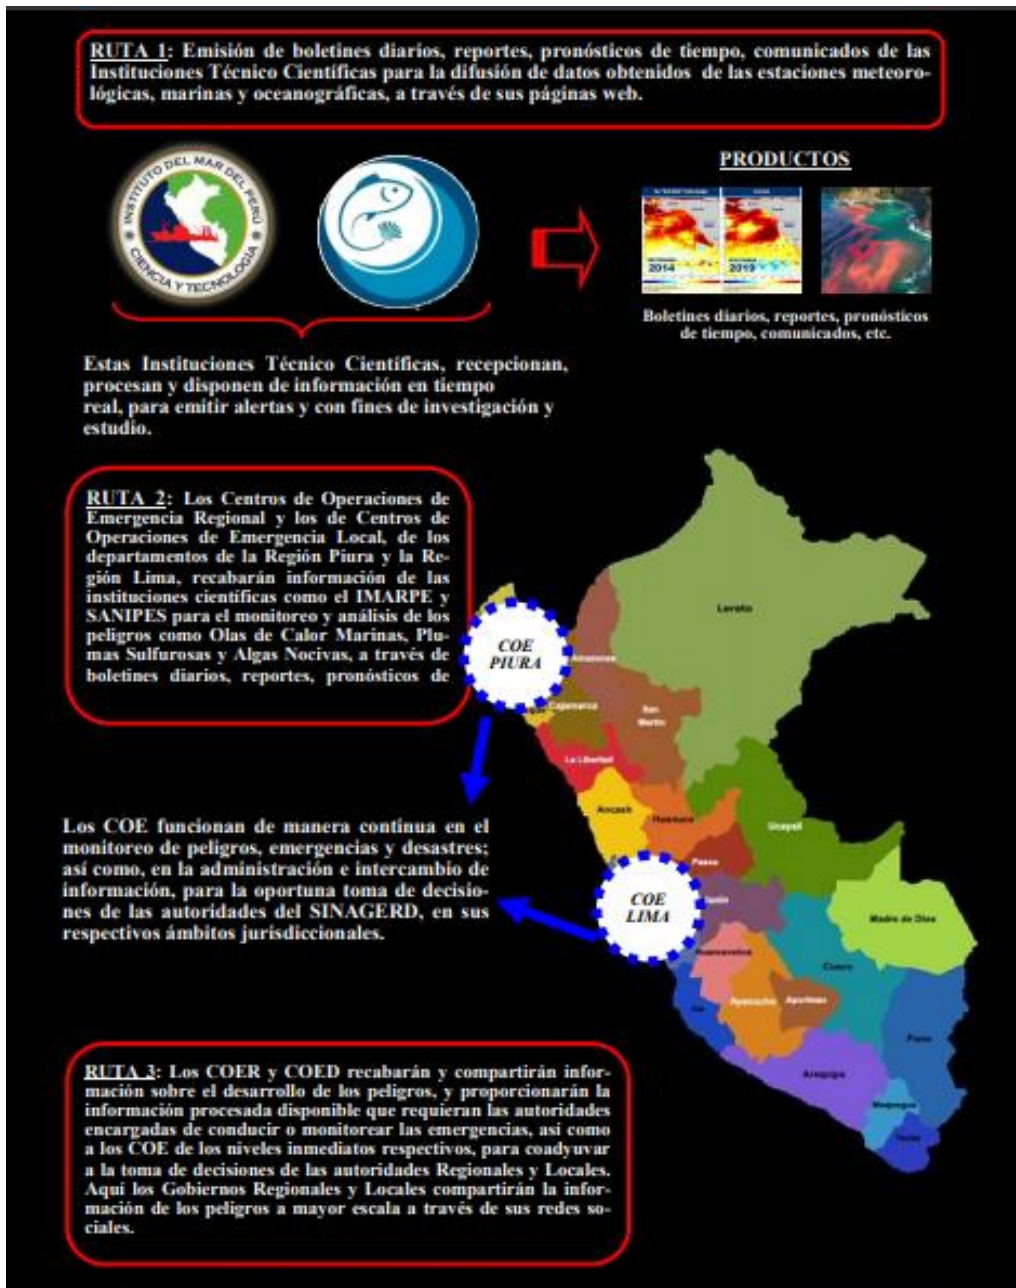 RUTA 1: Emisión de boletines diarios, reportes, pronósticos de tiempo, comunicados de las
Instituciones Técnico Científicas para la difusión de datos obtenidos de las estaciones meteoro-
lógicas, marinas y oceanográficas, a través de sus páginas web.
INSTITUTO DEL MAR DEL PERÚ
CIENCIA Y TECNOLOGÍA
PRODUCTOS
2014
2019
Boletines diarios, reportes, pronósticos
de tiempo, comunicados, etc.
Estas Instituciones Técnico Científicas, recepcionan,
procesan y disponen de información en tiempo
real, para emitir alertas y con fines de investigación y
estudio.
RUTA 2: Los Centros de Operaciones de
Emergencia Regional y los de Centros de
Operaciones de Emergencia Local, de los
departamentos de la Región Piura y la Re-
gión Lima, recabarán información de las
instituciones científicas como el IMARPE y
SANIPES para el monitoreo y análisis de los
peligros como Olas de Calor Marinas, Plu-
mas Sulfurosas y Algas Nocivas, a través de
boletines diarios, reportes, pronósticos de
COE
PIURA
Loreto
Amazonas
Cajamarca
San
Martín
La Libertad
Ancash
Huanuco
Ucayali
Pasco
COE
LIMA
Junín
Madre de Dios
Huancavelica
Cusco
Ica
Ayacucho
Apurimac
Puno
Arequipa
Moquegua
Tacna
Los COE funcionan de manera continua en el
monitoreo de peligros, emergencias y desastres;
así como, en la administración e intercambio de
información, para la oportuna toma de decisio-
nes de las autoridades del SINAGERD, en sus
respectivos ámbitos jurisdiccionales.
RUTA 3: Los COER y COED recabarán y compartirán infor-
mación sobre el desarrollo de los peligros, y proporcionarán la
información procesada disponible que requieran las autoridades
encargadas de conducir o monitorear las emergencias, así como
a los COE de los niveles inmediatos respectivos, para coadyuvar
a la toma de decisiones de las autoridades Regionales y Locales.
Aquí los Gobiernos Regionales y Locales compartirán la infor-
mación de los peligros a mayor escala a través de sus redes so-
ciales.